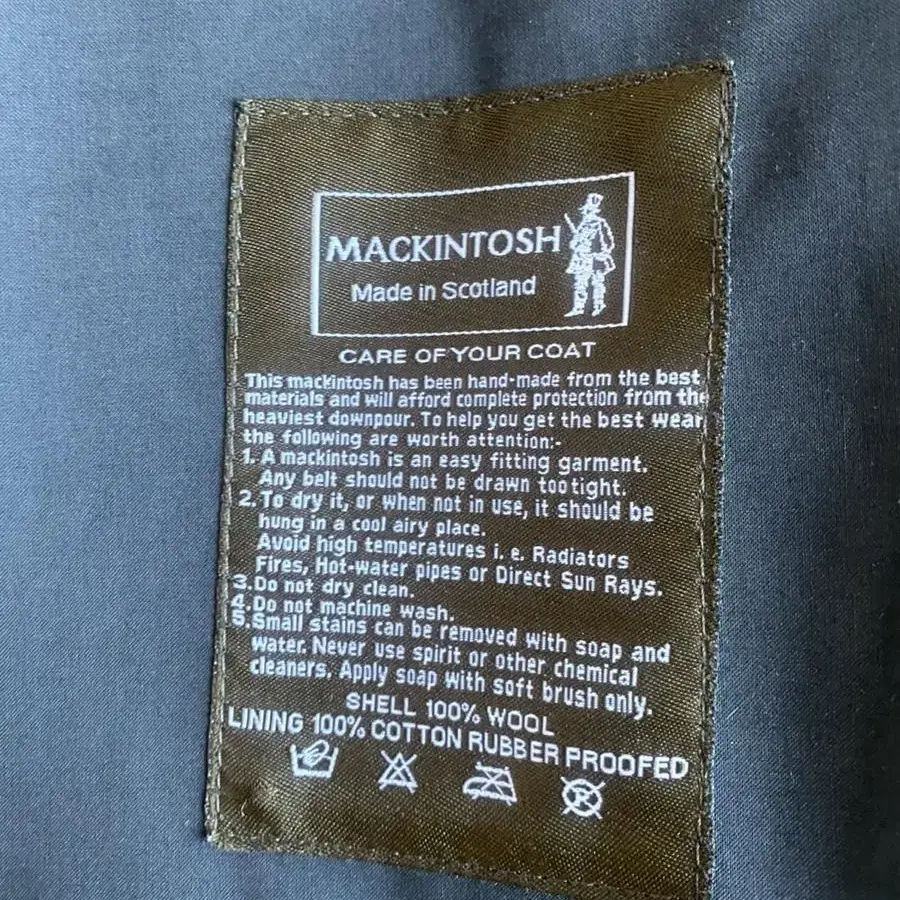 MACKINTOSH
Made in Scotland
CARE OF YOUR COAT
This mackintosh has been hand-made from the best
materials and will afford complete protection from the
heaviest downpour. To help you get the best wear
the following are worth attention:-
1. A mackintosh is an easy fitting garment.
Any belt should not be drawn too tight.
2. To dry it, or when not in use, it should be
hung in a cool airy place.
Avoid high temperatures i. e. Radiators
Fires, Hot-water pipes or Direct Sun Rays.
3. Do not dry clean.
4. Do not machine wash.
5. Small stains can be removed with soap and
water. Never use spirit or other chemical
cleaners. Apply soap with soft brush only.
SHELL 100% WOOL
LINING 100% COTTON RUBBER PROOFED
R